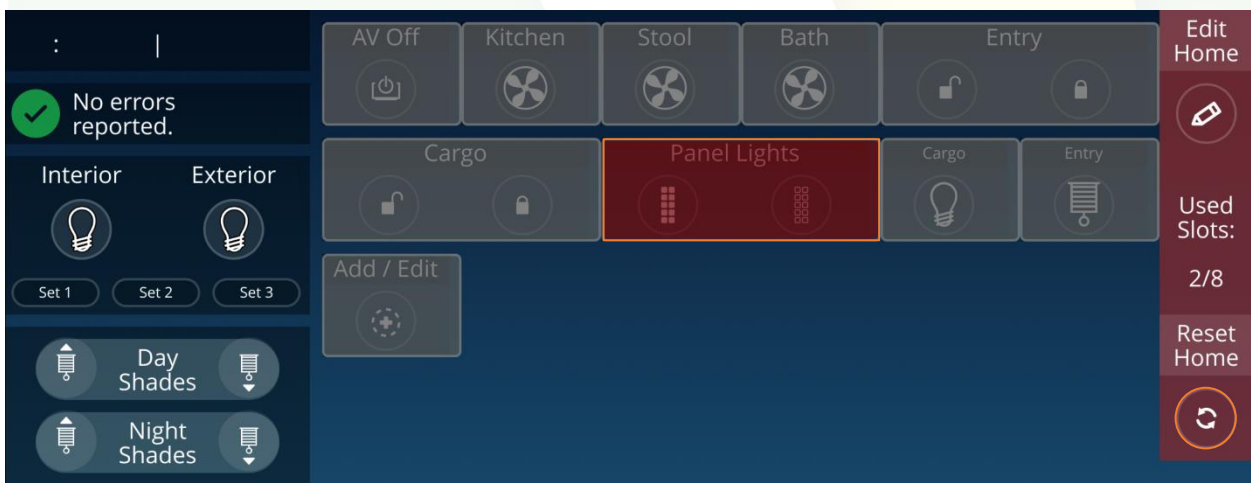 : |
No errors
reported.
Interior Exterior
Set 1 Set 2 Set 3
Day
Shades
Night
Shades
AV Off Kitchen Stool Bath Entry
Cargo Panel Lights Cargo Entry
Add / Edit
Edit
Home
Used
Slots:
2/8
Reset
Home